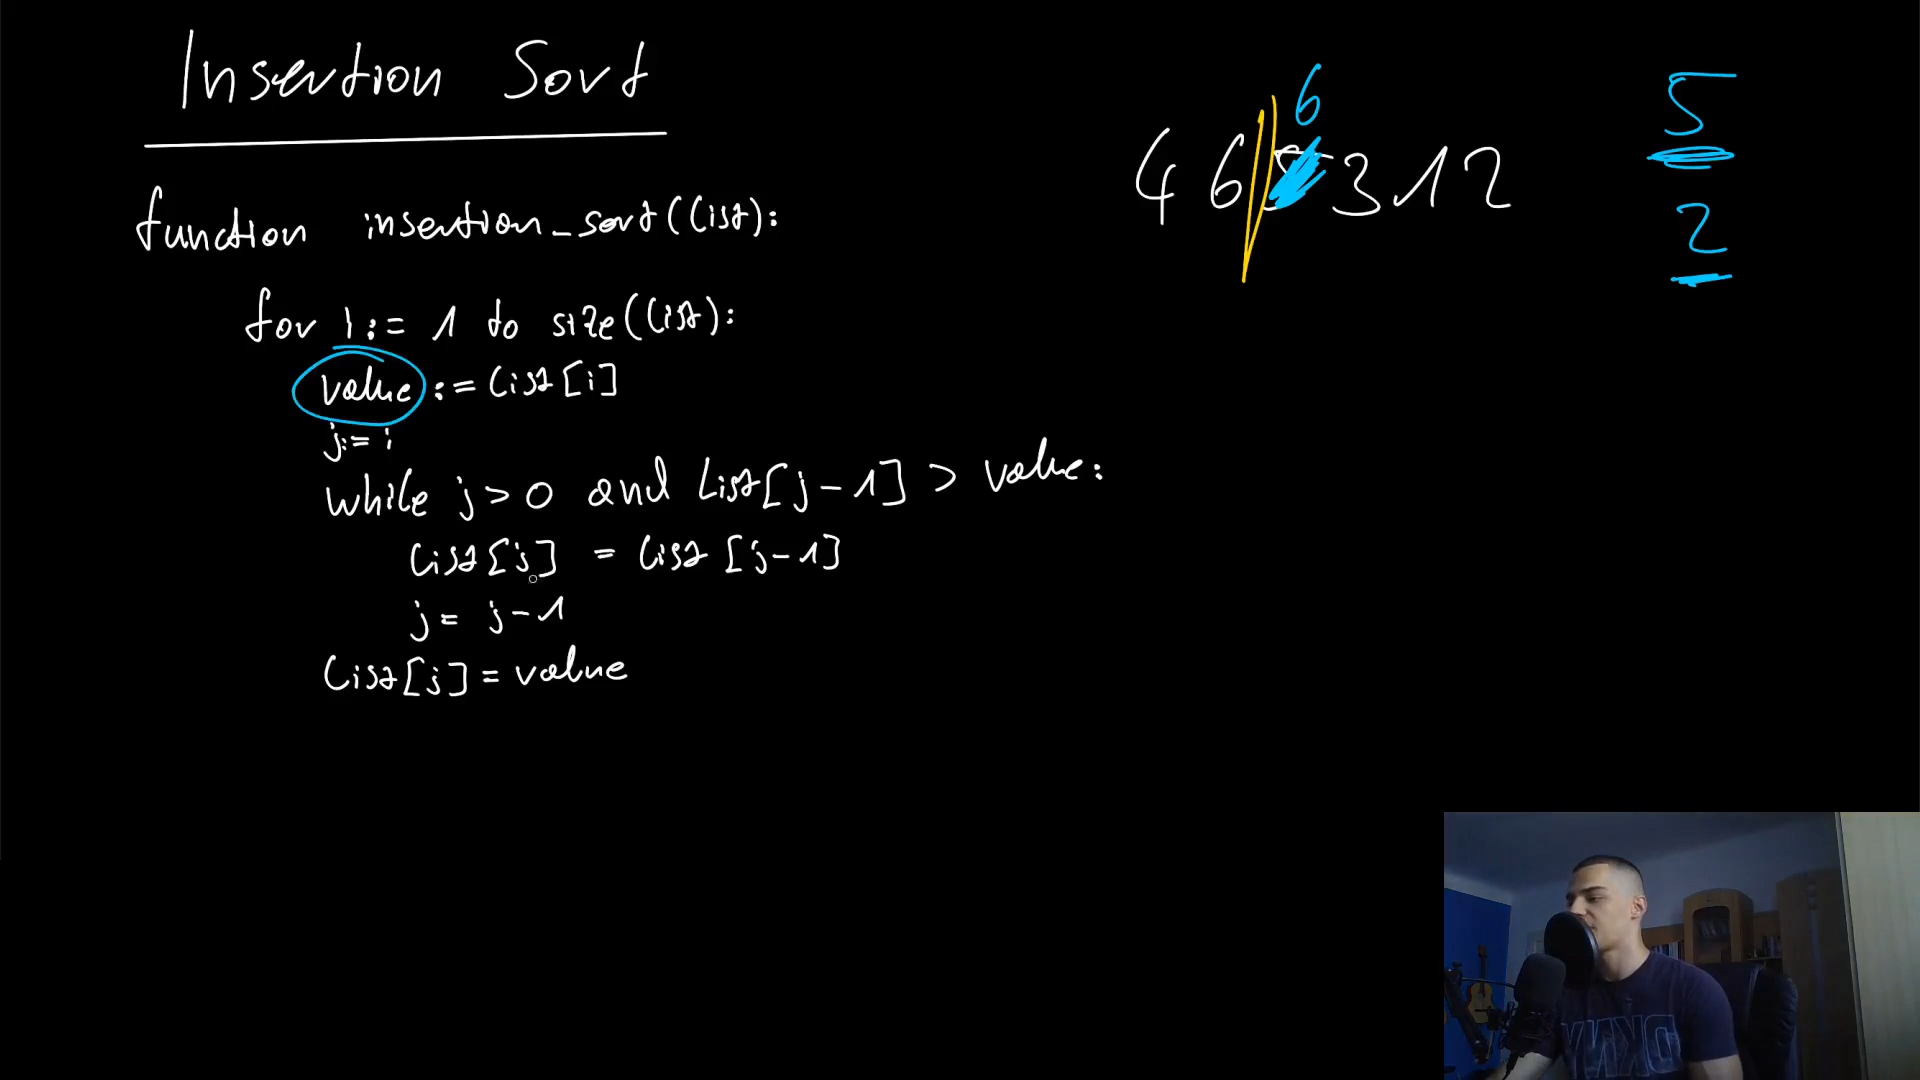 Insertion Sort
function insertion_sort(list):
for i := 1 to size(list):
value := list[i]
j := i
while j > 0 and list[j-1] > value:
list[j] = list[j-1]
j = j-1
list[j] = value
6
4 6 5 3 1 2
5
2